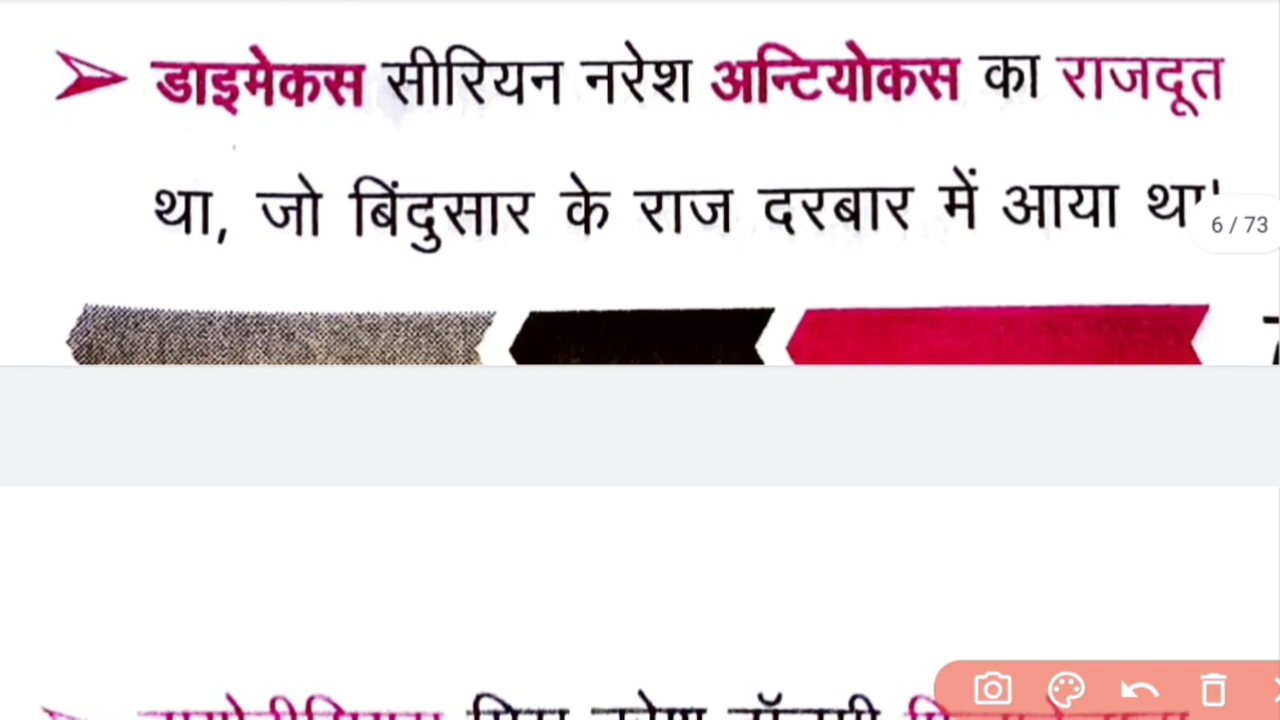 डाइमेकस सीरियन नरेश अन्टियोकस का राजदूत
था, जो बिंदुसार के राज दरबार में आया था
6 / 73